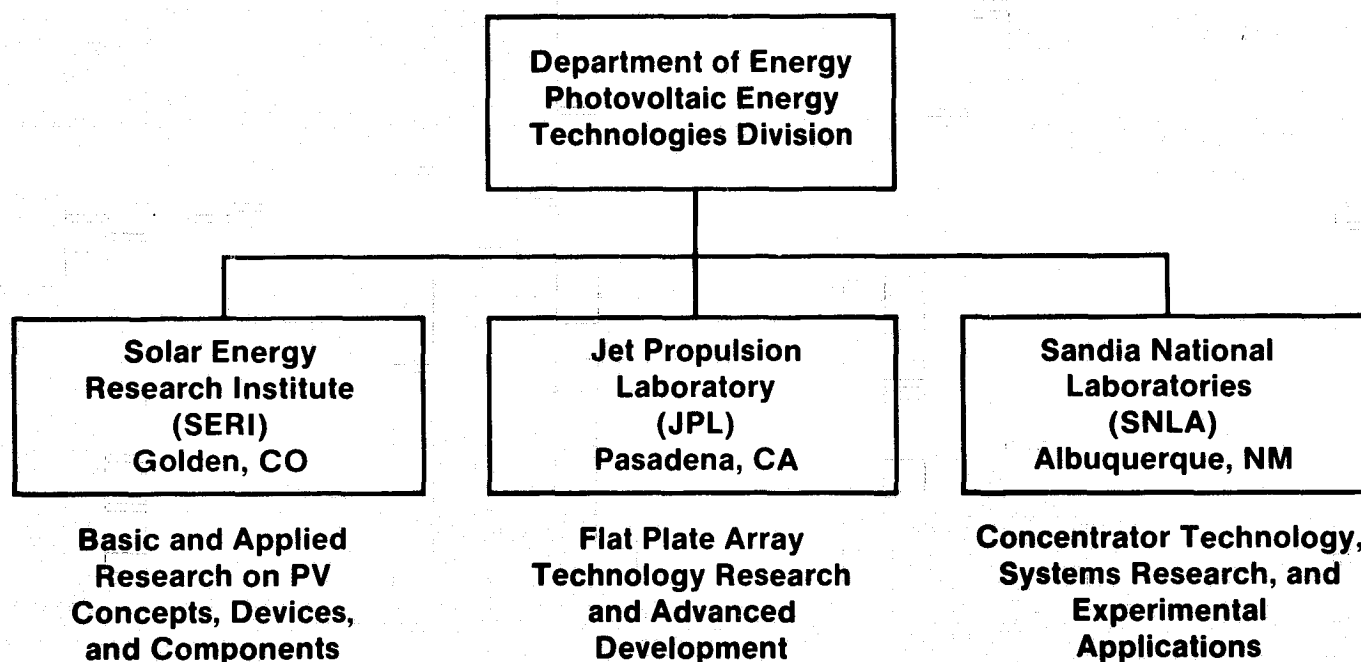 Department of Energy
Photovoltaic Energy
Technologies Division
Solar Energy
Research Institute
(SERI)
Golden, CO
Jet Propulsion
Laboratory
(JPL)
Pasadena, CA
Sandia National
Laboratories
(SNLA)
Albuquerque, NM
Basic and Applied
Research on PV
Concepts, Devices,
and Components
Flat Plate Array
Technology Research
and Advanced
Development
Concentrator Technology,
Systems Research, and
Experimental
Applications